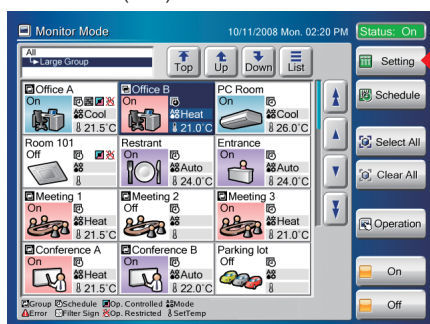 Monitor Mode 10/11/2008 Mon. 02:20 PM Status: On
All
Large Group
Top Up Down List
Setting
Schedule
Select All
Clear All
Operation
On
Off
Office A
On
Cool
21.5°C
Office B
On
Heat
21.0°C
PC Room
On
Cool
26.0°C
Room 101
Off
Restrant
On
Auto
24.0°C
Entrance
On
Auto
24.0°C
Meeting 1
On
Heat
21.5°C
Meeting 2
Off
Meeting 3
On
Heat
21.0°C
Conference A
On
Heat
21.5°C
Conference B
On
Auto
22.0°C
Parking lot
Off
Group Schedule Op. Controlled Mode
Error Filter Sign Op. Restricted SetTemp